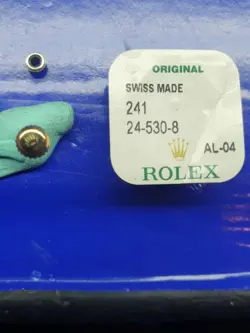 ORIGINAL
SWISS MADE
241
24-530-8
AL-04
ROLEX